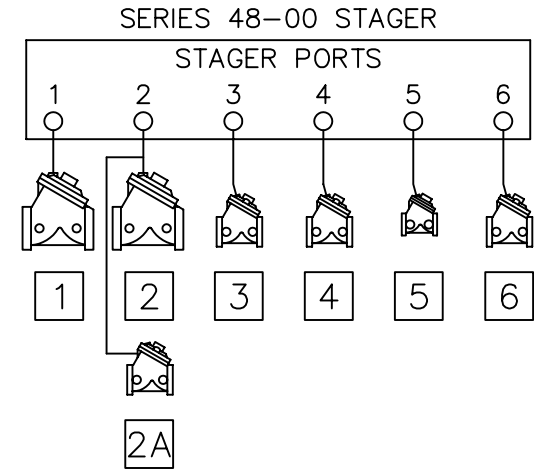 SERIES 48-00 STAGER
STAGER PORTS
1 2 3 4 5 6
1 2 3 4 5 6
2A